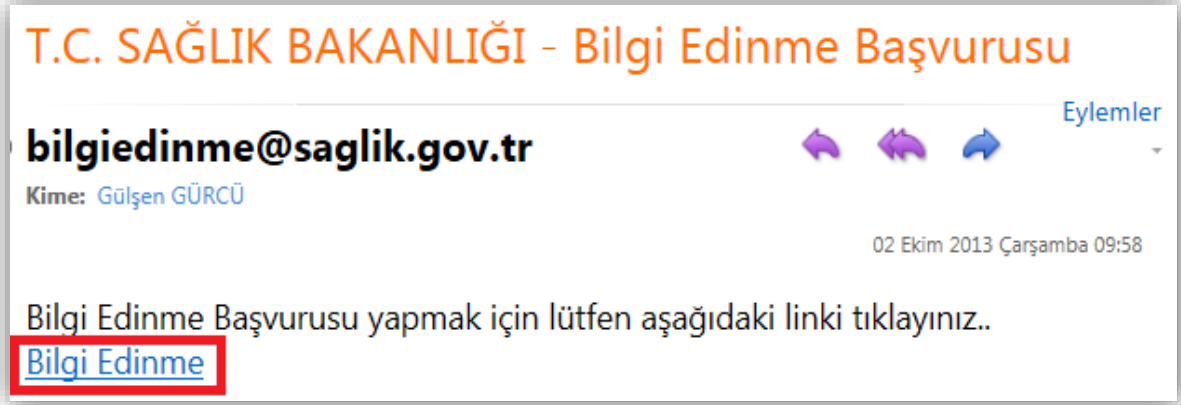 T.C. SAĞLIK BAKANLIĞI - Bilgi Edinme Başvurusu
Eylemler
bilgiedinme@saglik.gov.tr
Kime: Gülşen GÜRCÜ
02 Ekim 2013 Çarşamba 09:58
Bilgi Edinme Başvurusu yapmak için lütfen aşağıdaki linki tıklayınız..
Bilgi Edinme